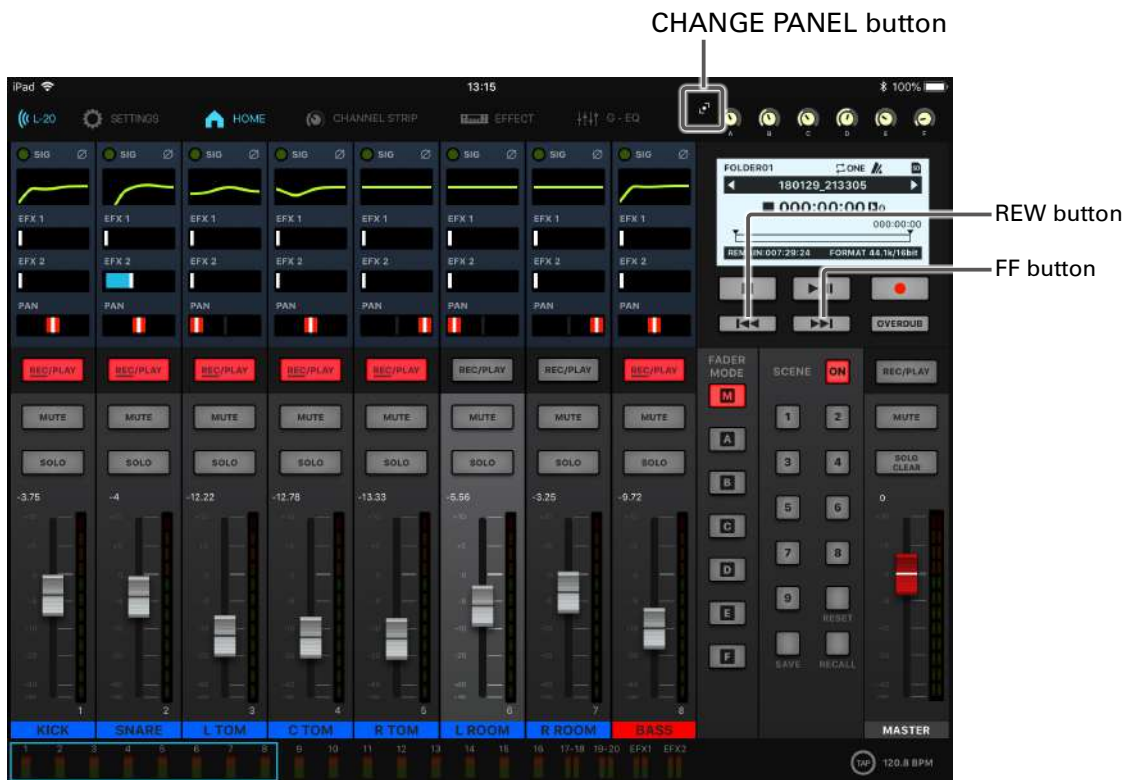 CHANGE PANEL button
iPad 13:15 100%
L-20 SETTINGS HOME CHANNEL STRIP EFFECT G - EQ A B C D E F
SIG SIG SIG SIG SIG SIG SIG SIG
FOLDER01 ONE SD
180129_213305
000:00:00
REW button
000:00:00
REMAIN:007:29:24 FORMAT 44.1k/16bit
FF button
EFX 1 EFX 1 EFX 1 EFX 1 EFX 1 EFX 1 EFX 1 EFX 1
EFX 2 EFX 2 EFX 2 EFX 2 EFX 2 EFX 2 EFX 2 EFX 2
PAN PAN PAN PAN PAN PAN PAN PAN
OVERDUB
REC/PLAY REC/PLAY REC/PLAY REC/PLAY REC/PLAY REC/PLAY REC/PLAY REC/PLAY
FADER MODE SCENE ON REC/PLAY
MUTE MUTE MUTE MUTE MUTE MUTE MUTE MUTE M 1 2 MUTE
SOLO SOLO SOLO SOLO SOLO SOLO SOLO SOLO A 3 4 SOLO CLEAR
-3.75 -4 -12.22 -12.78 -13.33 -5.56 -3.25 -9.72 B 5 6 0
C 7 8
D 9 RESET
E
F SAVE RECALL
1 2 3 4 5 6 7 8
KICK SNARE L TOM C TOM R TOM L ROOM R ROOM BASS MASTER
1 2 3 4 5 6 7 8 9 10 11 12 13 14 15 16 17-18 19-20 EFX1 EFX2
TAP 120.8 BPM